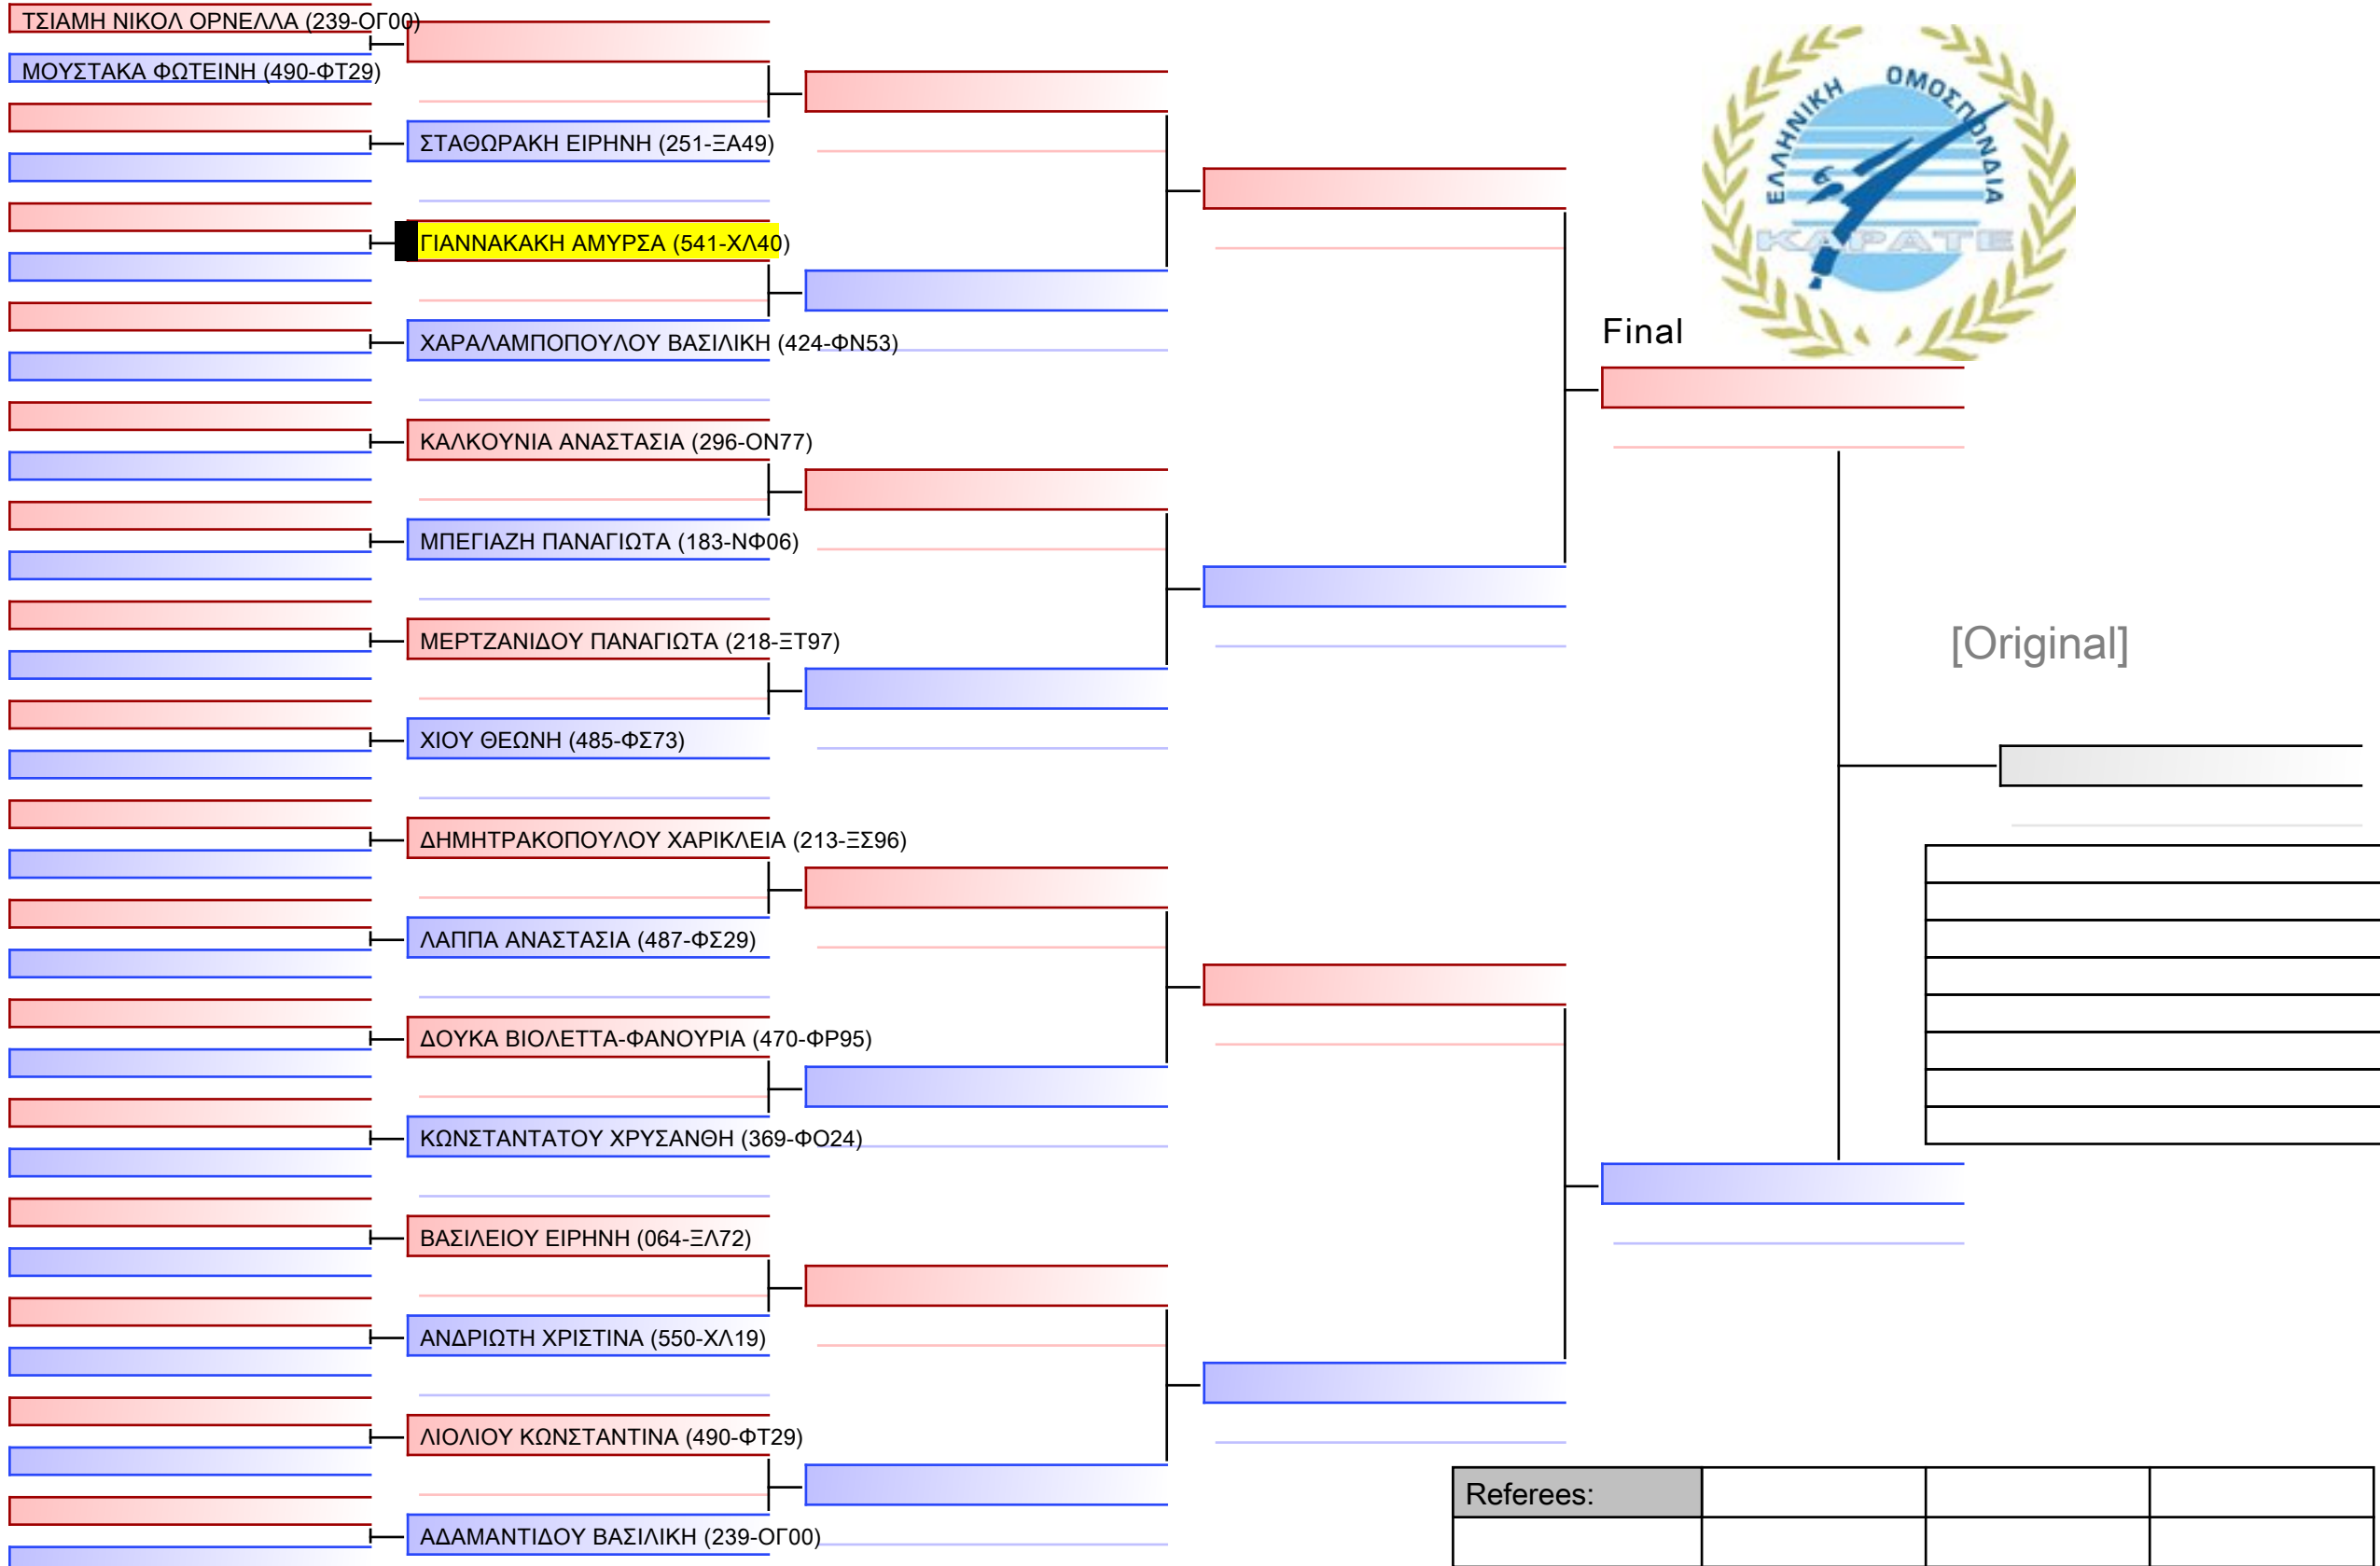 ΤΣΙΑΜΗ ΝΙΚΟΛ ΟΡΝΕΛΛΑ (239-ΟΓ00)
ΜΟΥΣΤΑΚΑ ΦΩΤΕΙΝΗ (490-ΦΤ29)
ΣΤΑΘΩΡΑΚΗ ΕΙΡΗΝΗ (251-ΞΑ49)
ΓΙΑΝΝΑΚΑΚΗ ΑΜΥΡΣΑ (541-ΧΛ40)
ΧΑΡΑΛΑΜΠΟΠΟΥΛΟΥ ΒΑΣΙΛΙΚΗ (424-ΦΝ53)
ΚΑΛΚΟΥΝΙΑ ΑΝΑΣΤΑΣΙΑ (296-ΟΝ77)
ΜΠΕΓΙΑΖΗ ΠΑΝΑΓΙΩΤΑ (183-ΝΦ06)
ΜΕΡΤΖΑΝΙΔΟΥ ΠΑΝΑΓΙΩΤΑ (218-ΞΤ97)
ΧΙΟΥ ΘΕΩΝΗ (485-ΦΣ73)
ΔΗΜΗΤΡΑΚΟΠΟΥΛΟΥ ΧΑΡΙΚΛΕΙΑ (213-ΞΣ96)
ΛΑΠΠΑ ΑΝΑΣΤΑΣΙΑ (487-ΦΣ29)
ΔΟΥΚΑ ΒΙΟΛΕΤΤΑ-ΦΑΝΟΥΡΙΑ (470-ΦΡ95)
ΚΩΝΣΤΑΝΤΑΤΟΥ ΧΡΥΣΑΝΘΗ (369-ΦΟ24)
ΒΑΣΙΛΕΙΟΥ ΕΙΡΗΝΗ (064-ΞΛ72)
ΑΝΔΡΙΩΤΗ ΧΡΙΣΤΙΝΑ (550-ΧΛ19)
ΛΙΟΛΙΟΥ ΚΩΝΣΤΑΝΤΙΝΑ (490-ΦΤ29)
ΑΔΑΜΑΝΤΙΔΟΥ ΒΑΣΙΛΙΚΗ (239-ΟΓ00)
ΕΛΛΗΝΙΚΗ ΟΜΟΣΠΟΝΔΙΑ
ΚΑΡΑΤΕ
Final
[Original]
Referees: